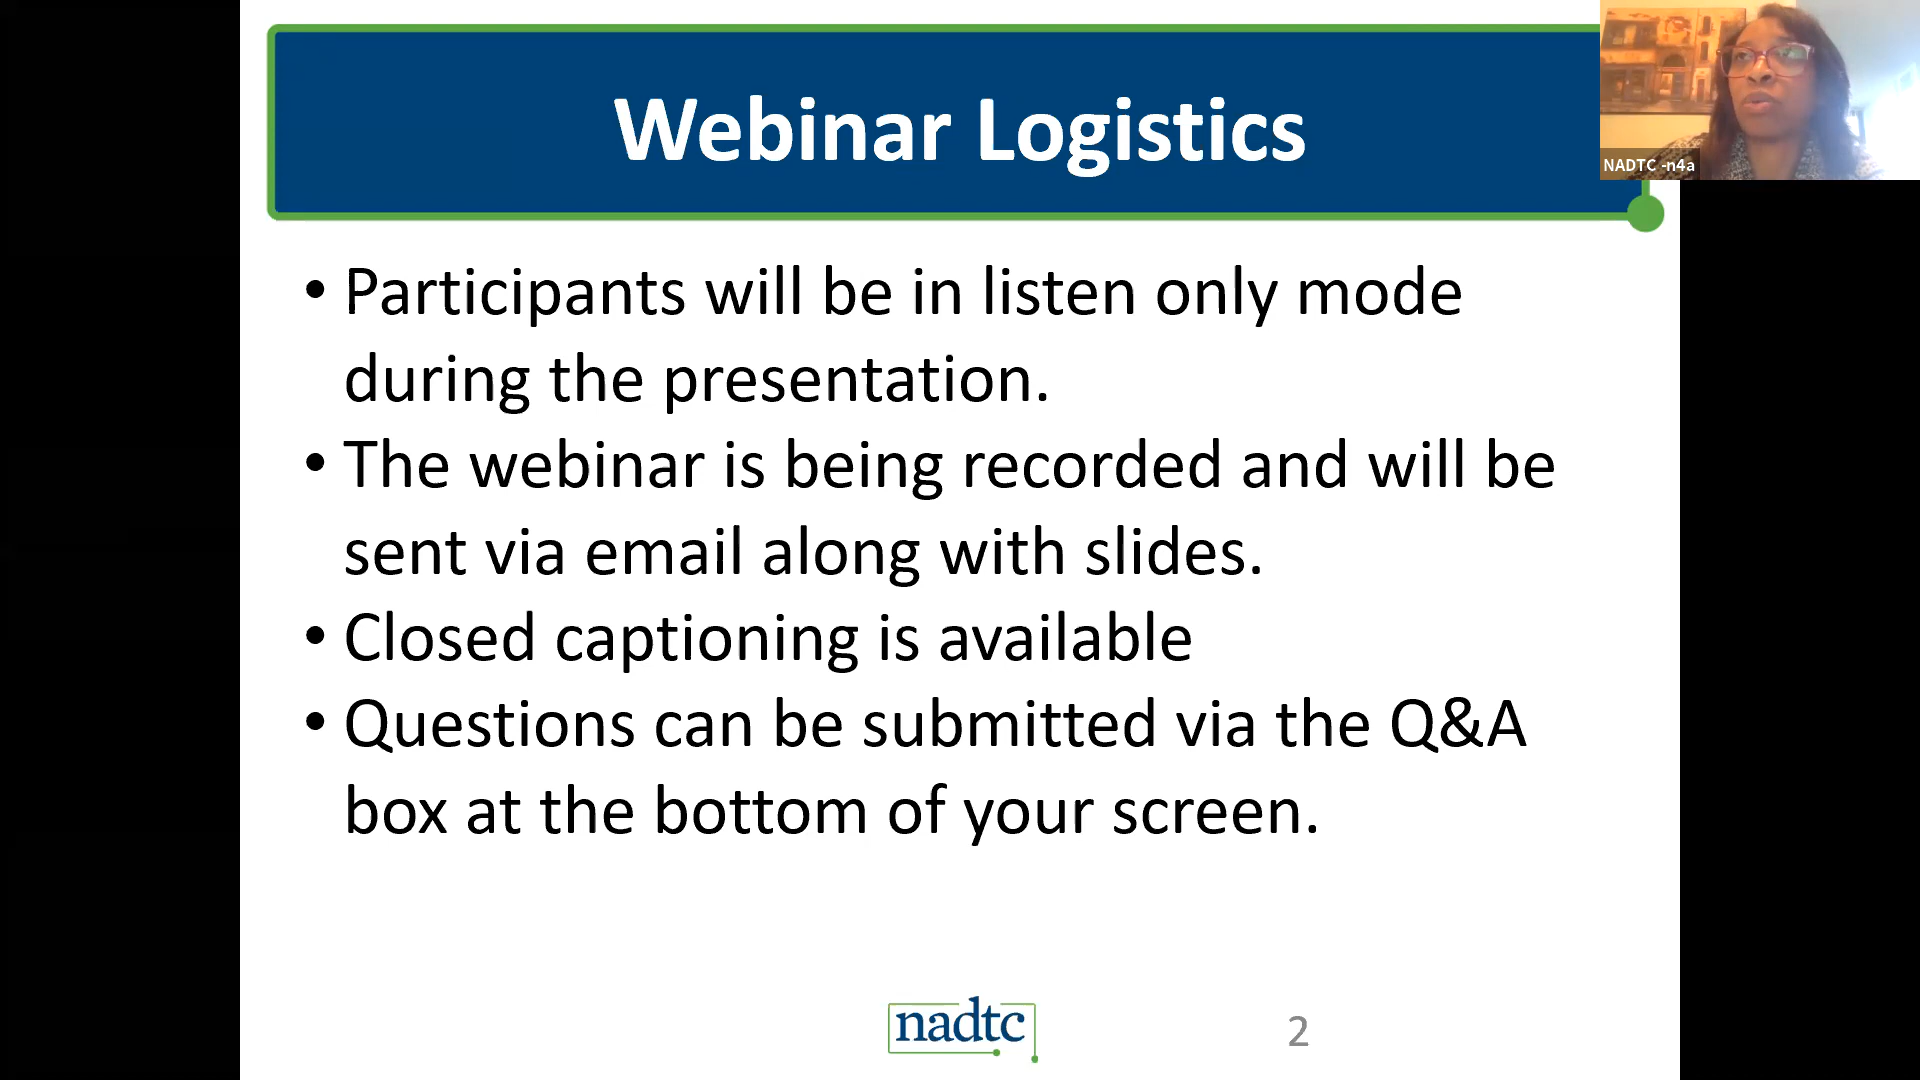 Webinar Logistics
NADTC -n4a
• Participants will be in listen only mode
during the presentation.
• The webinar is being recorded and will be
sent via email along with slides.
• Closed captioning is available
• Questions can be submitted via the Q&A
box at the bottom of your screen.
nadtc
2